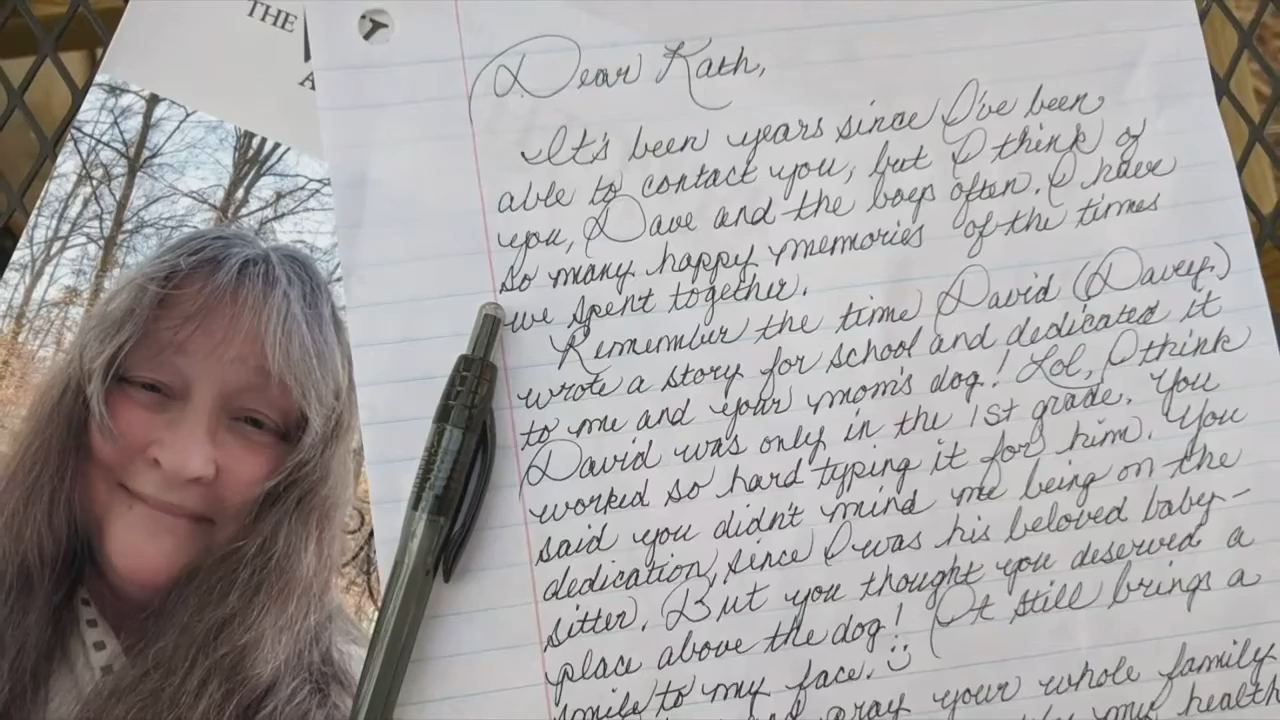 THE
A
Dear Kath,
It's been years since I've been
able to contact you, but I think of
you, Dave and the boys often. I have
so many happy memories of the times
we spent together.
Remember the time David (Davey)
wrote a story for school and dedicated it
to me and your mom's dog! Lol, I think
David was only in the 1st grade. You
worked so hard typing it for him. You
said you didn't mind me being on the
dedication, since I was his beloved baby-
sitter. But you thought you deserved a
place above the dog! It still brings a
smile to my face.
pray your whole family
my health